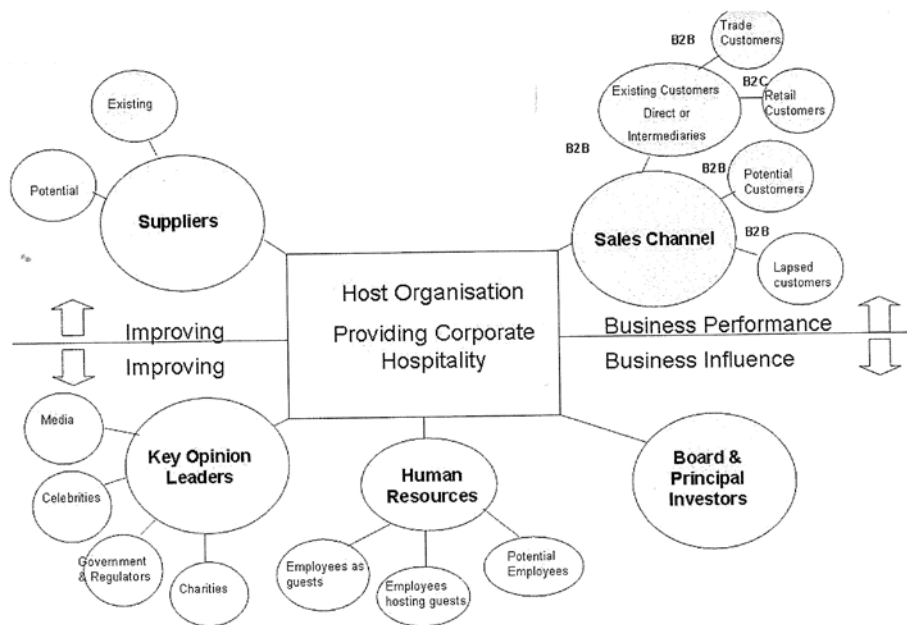 Trade
Customers
B2B
B2C
Retail
Customers
Existing Customers
Direct or
Intermediaries
B2B
Existing
Potential
Suppliers
B2B
Potential
Customers
Sales Channel
B2B
Lapsed
customers
Host Organisation
Providing Corporate
Hospitality
Improving
Business Performance
Improving
Business Influence
Media
Key Opinion
Leaders
Celebrities
Government
& Regulators
Charities
Human
Resources
Employees as
guests
Employees
hosting guests
Potential
Employees
Board &
Principal
Investors